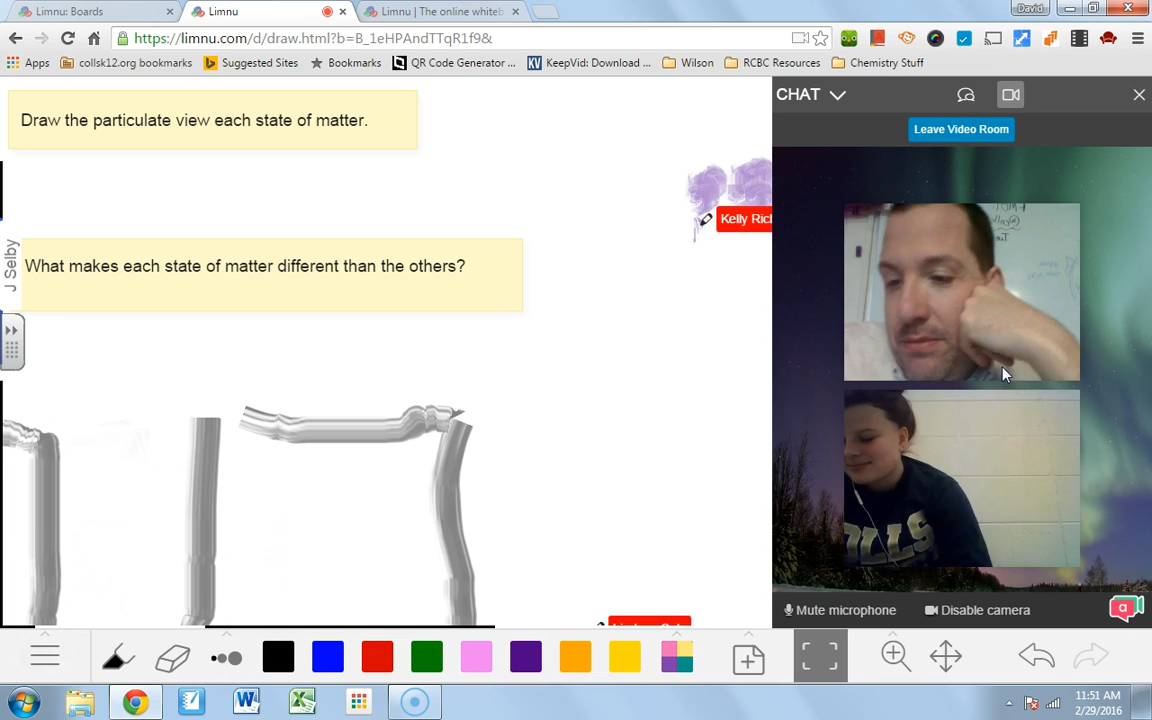 David
Limnu: Boards
Limnu
Limnu | The online whiteb
https://limnu.com/d/draw.html?b=B_1eHPAndTTqR1f9&
Apps
collsk12.org bookmarks
Suggested Sites
Bookmarks
QR Code Generator ...
KeepVid: Download ...
Wilson
RCBC Resources
Chemistry Stuff
Draw the particulate view each state of matter.
CHAT
Leave Video Room
Kelly Rich
J Selby
What makes each state of matter different than the others?
Mute microphone
Disable camera
11:51 AM
2/29/2016